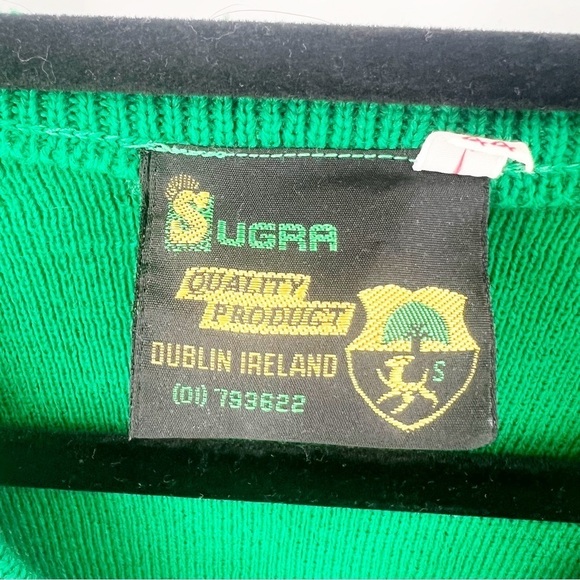 SUGRA
QUALITY
PRODUCT
DUBLIN IRELAND
(01) 793622
S